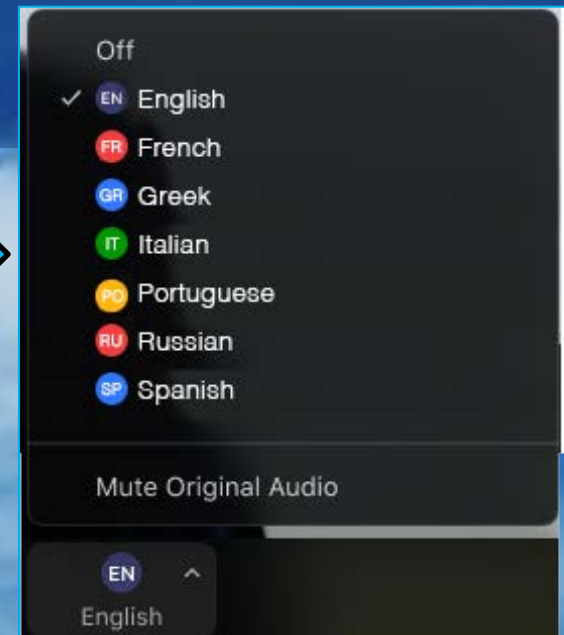 Off
EN English
FR French
GR Greek
IT Italian
PO Portuguese
RU Russian
SP Spanish
Mute Original Audio
EN
English